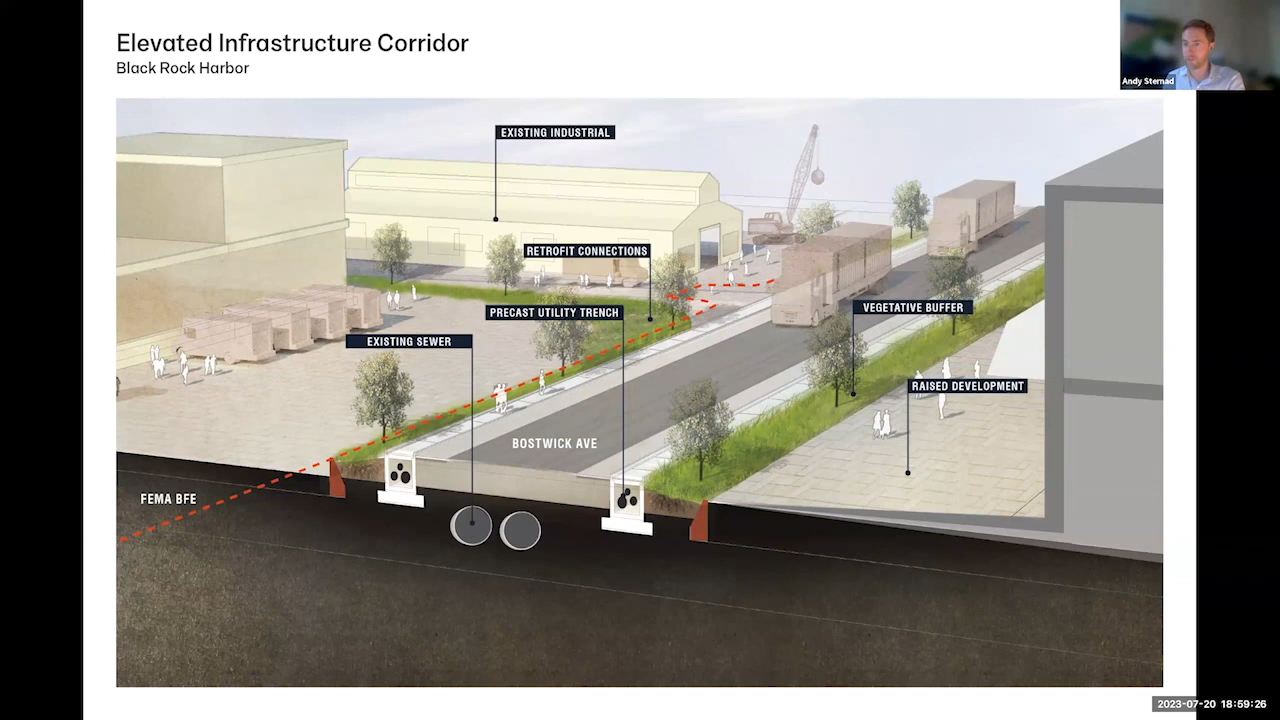 Elevated Infrastructure Corridor
Black Rock Harbor
Andy Sternad
EXISTING INDUSTRIAL
RETROFIT CONNECTIONS
PRECAST UTILITY TRENCH
VEGETATIVE BUFFER
EXISTING SEWER
RAISED DEVELOPMENT
BOSTWICK AVE
FEMA BFE
2023-07-20 18:59:26